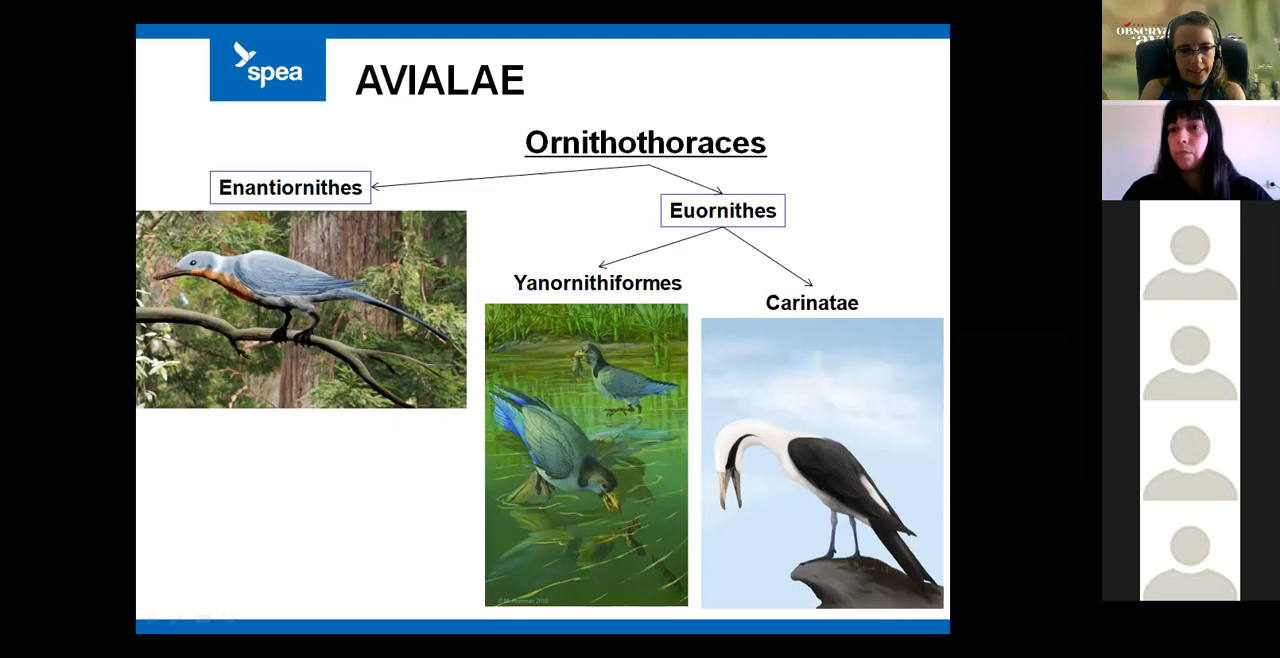 spea
AVIALAE
Ornithothoraces
Enantiornithes
Euornithes
Yanornithiformes
Carinatae